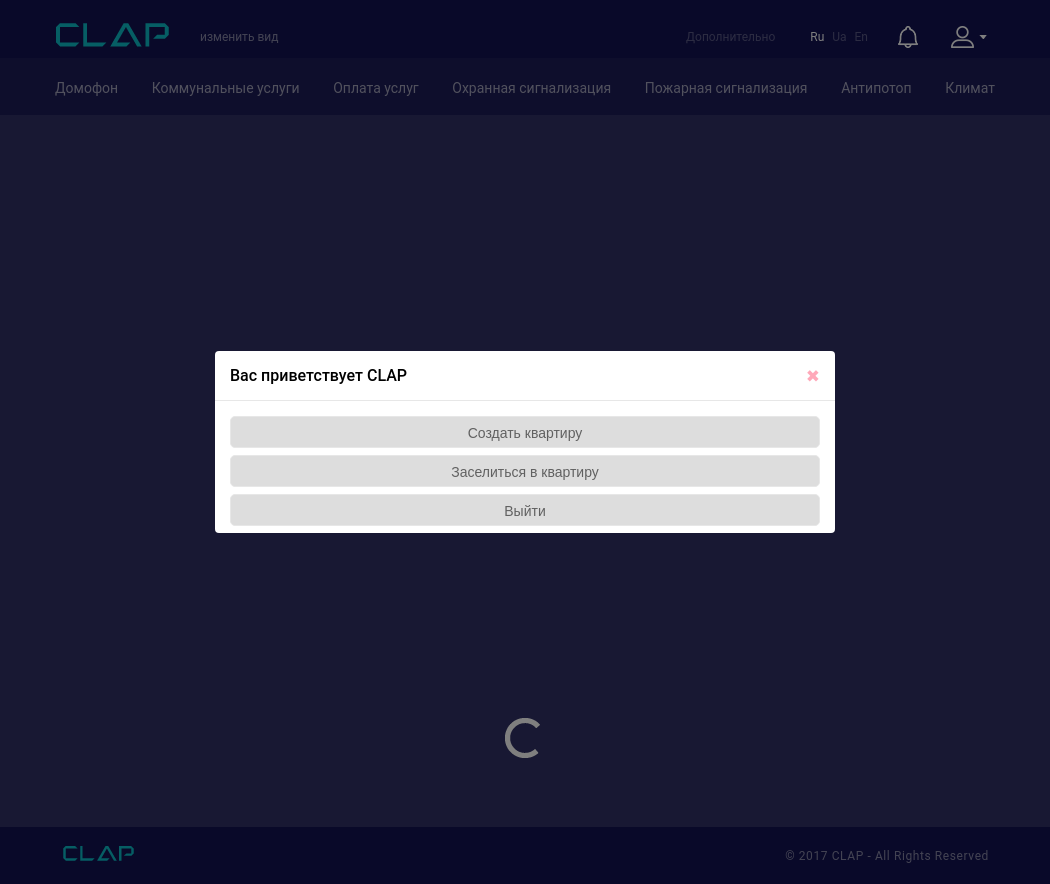 CLAP изменить вид Дополнительно Ru Ua En
Домофон Коммунальные услуги Оплата услуг Охранная сигнализация Пожарная сигнализация Антипотоп Климат
Вас приветствует CLAP
Создать квартиру
Заселиться в квартиру
Выйти
CLAP © 2017 CLAP - All Rights Reserved